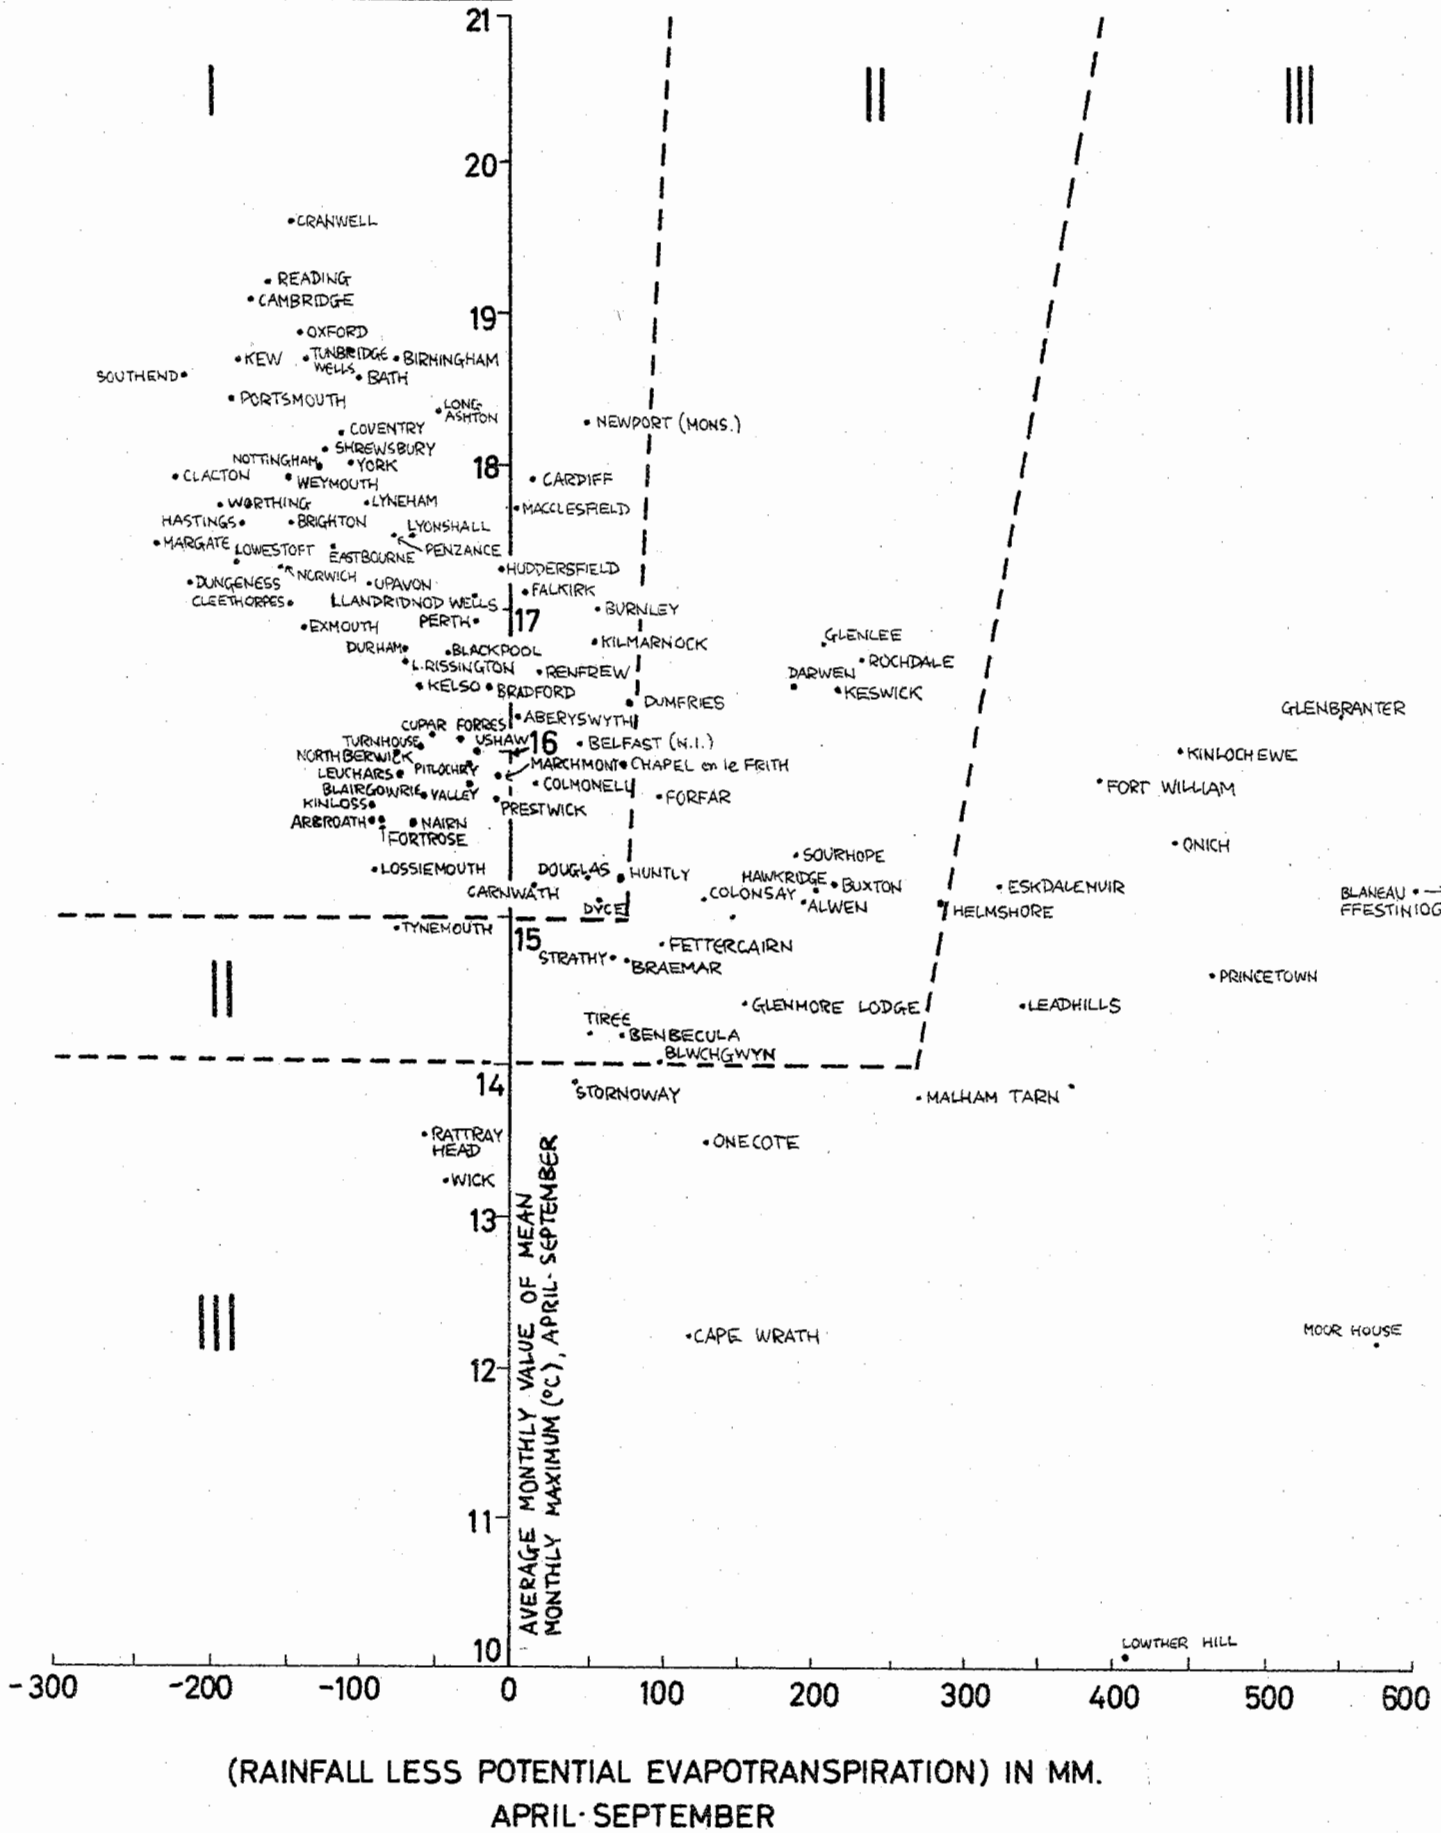 21
I
II
III
20
•CRANWELL
• READING
•CAMBRIDGE
19
•OXFORD
•KEW
•TUNBRIDGE
WELLS
•BIRMINGHAM
SOUTHEND•
• BATH
• PORTSMOUTH
•LONG
ASHTON
• NEWPORT (MONS.)
• COVENTRY
• SHREWSBURY
NOTTINGHAM•
•YORK
18
•CLACTON
WEYMOUTH
• CARDIFF
•WORTHING
•LYNEHAM
•MACCLESFIELD
HASTINGS•
•BRIGHTON
LYONSHALL
•MARGATE
LOWESTOFT
EASTBOURNE
PENZANCE
•HUDDERSFIELD
NORWICH
•DUNGENESS
•UPAVON
•FALKIRK
CLEETHORPES•
LLANDRIDNOD WELLS
17
• BURNLEY
•EXMOUTH
PERTH•
GLENLEE
DURHAM•
•BLACKPOOL
•KILMARNOCK
• ROCHDALE
•L.RISSINGTON
•RENFREW
DARWEN
• KELSO
•BRADFORD
• DUMFRIES
•KESWICK
GLENBRANTER
•ABERYSWYTH
CUPAR
FORRES
TURNHOUSE
USHAW
16
• BELFAST (N.I.)
•KINLOCHEWE
NORTH BERWICK
MARCHMONT
•CHAPEL en le FRITH
LEUCHARS•
PITLOCHRY
•COLMONELL
• FORT WILLIAM
BLAIRGOWRIE
•VALLEY
•FORFAR
KINLOSS•
PRESTWICK
ARBROATH•
• NAIRN
FORTROSE
• ONICH
•SOURHOPE
•LOSSIEMOUTH
DOUGLAS
• HUNTLY
HAWKRIDGE
•BUXTON
•ESKDALEMUIR
CARNWATH
•COLONSAY
BLANEAU • →
FFESTINIOG
DYCE
•ALWEN
•HELMSHORE
•TYNEMOUTH
15
•FETTERCAIRN
STRATHY•
•BRAEMAR
•PRINCETOWN
II
•GLENMORE LODGE
•LEADHILLS
TIREE
•BENBECULA
BLWCHGWYN
14
STORNOWAY
•MALHAM TARN
•RATTRAY
HEAD
•ONECOTE
•WICK
13
III
•CAPE WRATH
MOOR HOUSE
12
11
AVERAGE MONTHLY VALUE OF MEAN
MONTHLY MAXIMUM (°C), APRIL-SEPTEMBER
10
LOWTHER HILL
-300 -200 -100 0 100 200 300 400 500 600
(RAINFALL LESS POTENTIAL EVAPOTRANSPIRATION) IN MM.
APRIL-SEPTEMBER